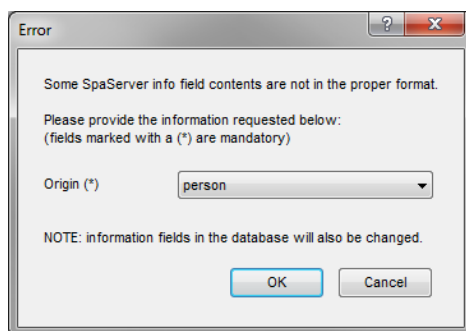 Error
?
X
Some SpaServer info field contents are not in the proper format.
Please provide the information requested below:
(fields marked with a (*) are mandatory)
Origin (*)
person
NOTE: information fields in the database will also be changed.
OK
Cancel